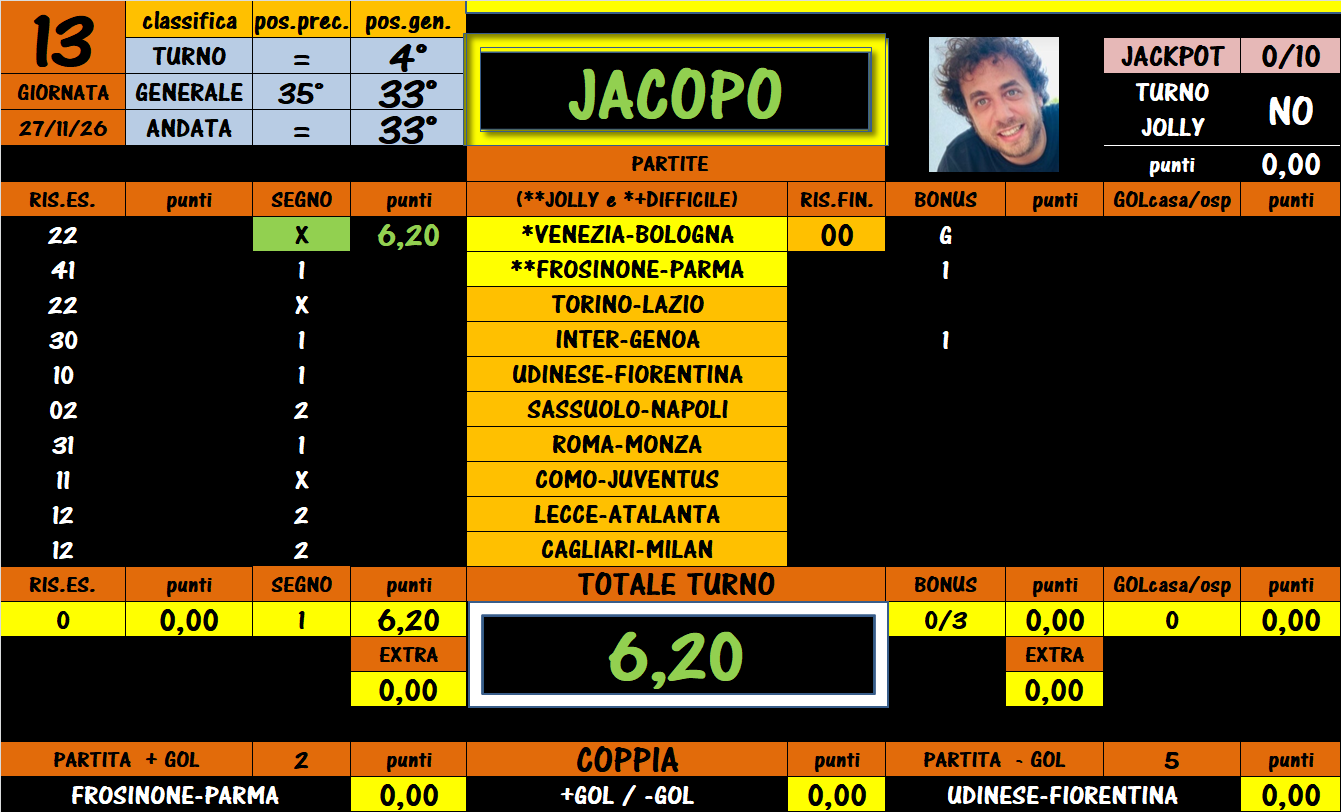 13 classifica pos.prec. pos.gen.
TURNO = 4°
GIORNATA GENERALE 35° 33°
27/11/26 ANDATA = 33°
JACOPO
JACKPOT 0/10
TURNO JOLLY NO
punti 0,00
PARTITE
RIS.ES. punti SEGNO punti (**JOLLY e *+DIFFICILE) RIS.FIN. BONUS punti GOLcasa/osp punti
22 X 6,20 *VENEZIA-BOLOGNA 00 G
41 1 **FROSINONE-PARMA 1
22 X TORINO-LAZIO
30 1 INTER-GENOA 1
10 1 UDINESE-FIORENTINA
02 2 SASSUOLO-NAPOLI
31 1 ROMA-MONZA
11 X COMO-JUVENTUS
12 2 LECCE-ATALANTA
12 2 CAGLIARI-MILAN
RIS.ES. punti SEGNO punti TOTALE TURNO BONUS punti GOLcasa/osp punti
0 0,00 1 6,20 0/3 0,00 0 0,00
6,20
EXTRA EXTRA
0,00 0,00
PARTITA + GOL 2 punti COPPIA punti PARTITA - GOL 5 punti
FROSINONE-PARMA 0,00 +GOL / -GOL 0,00 UDINESE-FIORENTINA 0,00